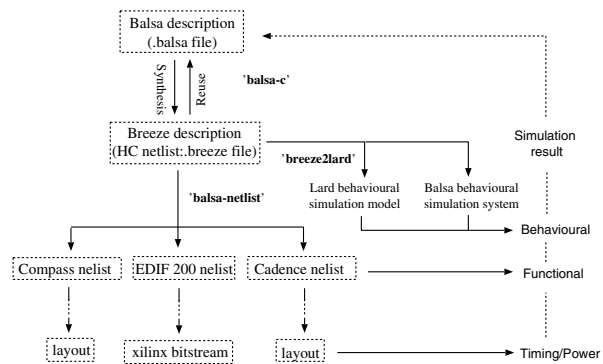 Balsa description
(.balsa file)
Synthesis
Reuse
'balsa-c'
Breeze description
(HC netlist:.breeze file)
'breeze2lard'
Simulation
result
Lard behavioural
simulation model
Balsa behavioural
simulation system
'balsa-netlist'
Behavioural
Compass nelist
EDIF 200 nelist
Cadence nelist
Functional
layout
xilinx bitstream
layout
Timing/Power